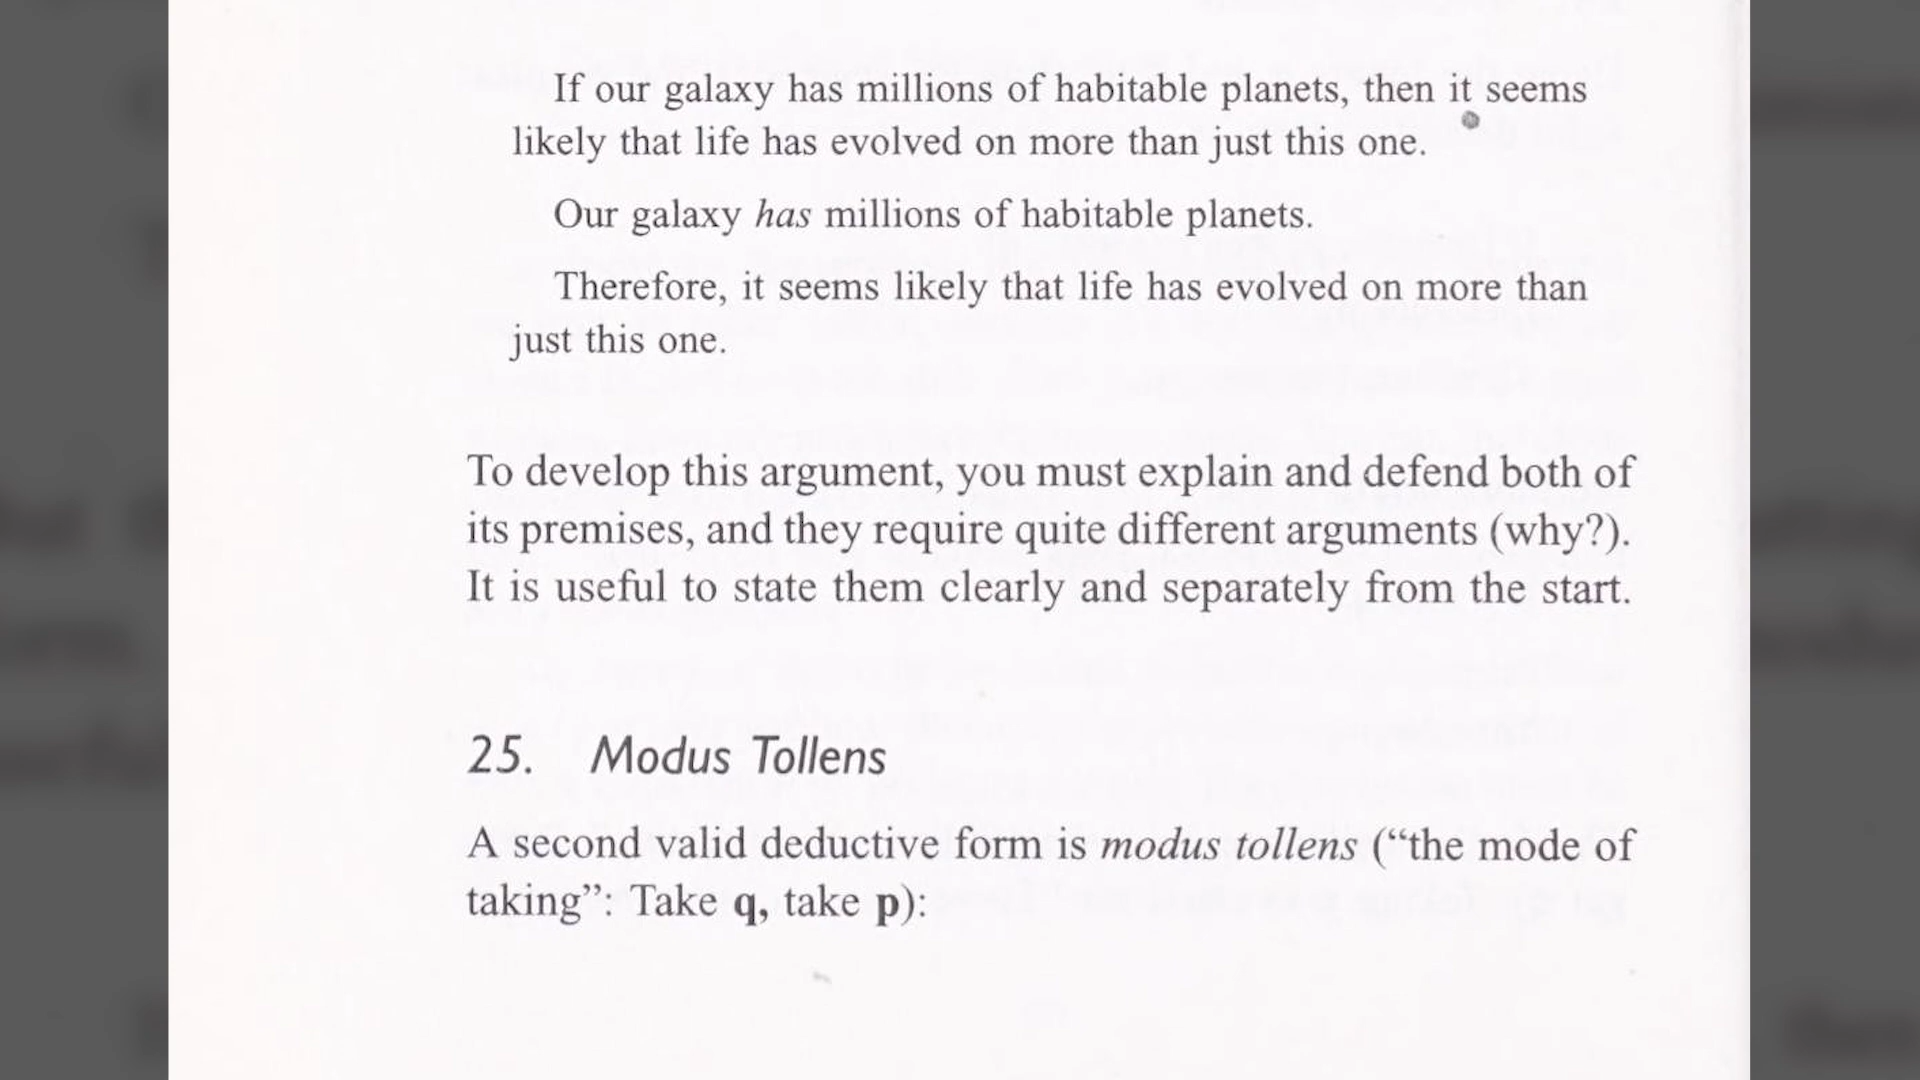 If our galaxy has millions of habitable planets, then it seems
likely that life has evolved on more than just this one.
Our galaxy has millions of habitable planets.
Therefore, it seems likely that life has evolved on more than
just this one.
To develop this argument, you must explain and defend both of
its premises, and they require quite different arguments (why?).
It is useful to state them clearly and separately from the start.
25. Modus Tollens
A second valid deductive form is modus tollens (“the mode of
taking”: Take q, take p):